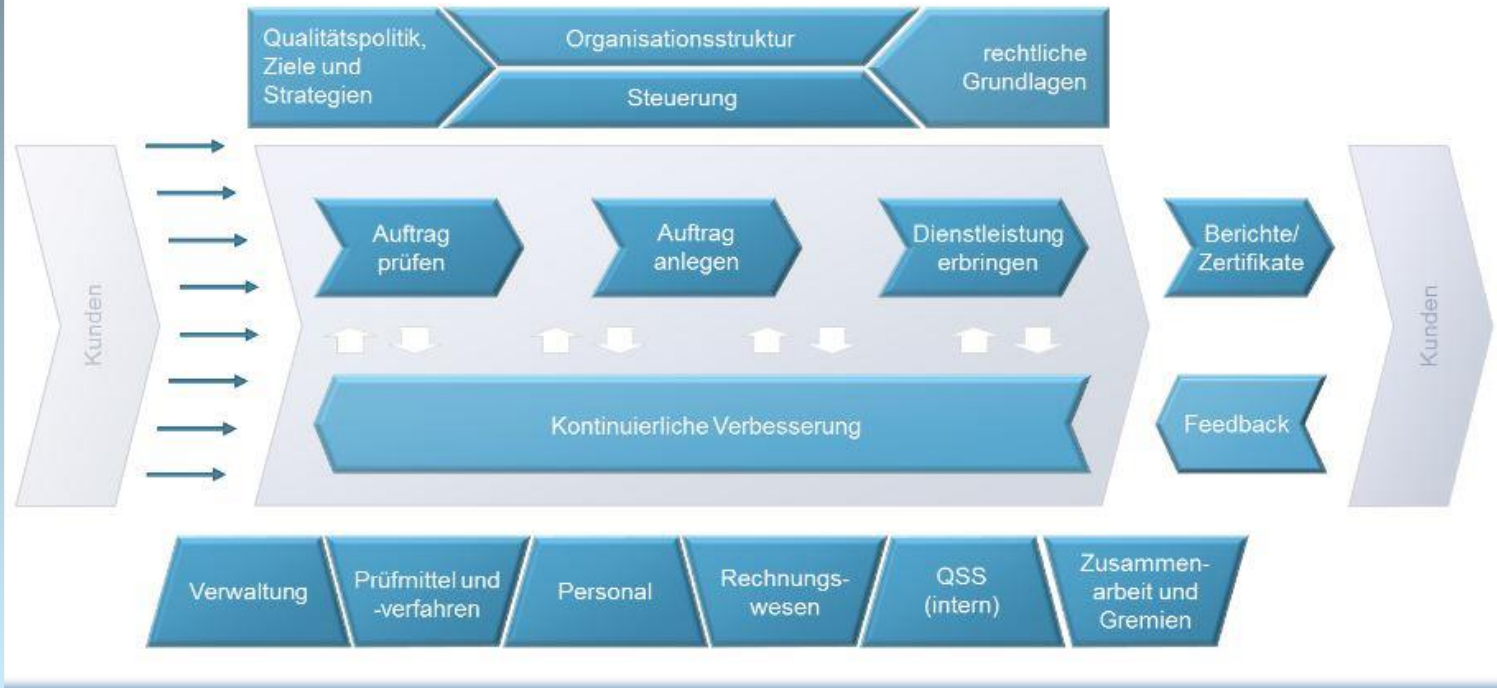 Qualitätspolitik,
Ziele und
Strategien
Organisationsstruktur
Steuerung
rechtliche
Grundlagen
Kunden
Auftrag
prüfen
Auftrag
anlegen
Dienstleistung
erbringen
Berichte/
Zertifikate
Kunden
Kontinuierliche Verbesserung
Feedback
Verwaltung
Prüfmittel und
-verfahren
Personal
Rechnungs-
wesen
QSS
(intern)
Zusammen-
arbeit und
Gremien